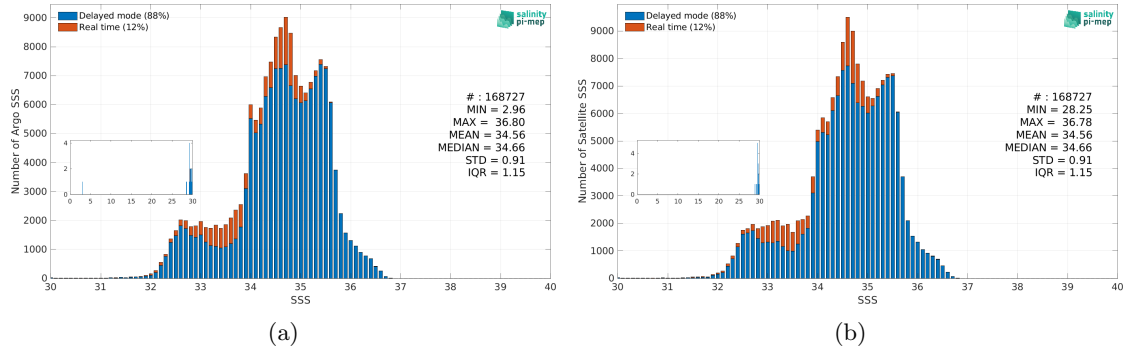 Delayed mode (88%)
Real time (12%)
salinity
pi-mep
9000
8000
7000
6000
5000
4000
3000
2000
1000
0
Number of Argo SSS
# : 168727
MIN = 2.96
MAX = 36.80
MEAN = 34.56
MEDIAN = 34.66
STD = 0.91
IQR = 1.15
4
2
0
0 5 10 15 20 25 30
30 31 32 33 34 35 36 37 38 39 40
SSS
(a)
Delayed mode (88%)
Real time (12%)
salinity
pi-mep
9000
8000
7000
6000
5000
4000
3000
2000
1000
0
Number of Satellite SSS
# : 168727
MIN = 28.25
MAX = 36.78
MEAN = 34.56
MEDIAN = 34.66
STD = 0.91
IQR = 1.15
4
2
0
0 5 10 15 20 25 30
30 31 32 33 34 35 36 37 38 39 40
SSS
(b)